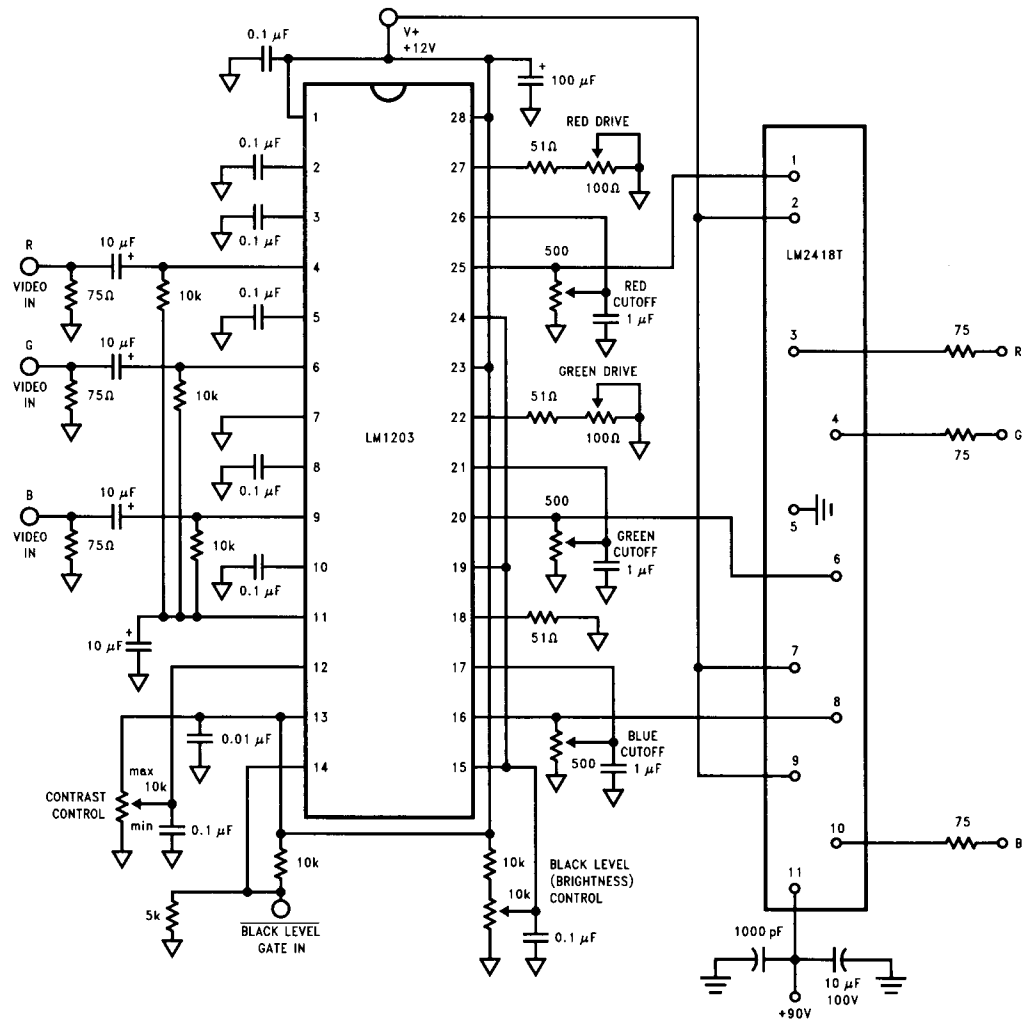 V+
+12V
0.1 µF
100 µF
1
28
RED DRIVE
51Ω
100Ω
0.1 µF
2
27
0.1 µF
3
26
R
VIDEO
IN
10 µF
75Ω
10k
4
25
500
RED
CUTOFF
1 µF
0.1 µF
5
24
G
VIDEO
IN
10 µF
75Ω
10k
6
23
GREEN DRIVE
51Ω
100Ω
7
22
LM1203
0.1 µF
8
21
B
VIDEO
IN
10 µF
75Ω
10k
9
20
500
GREEN
CUTOFF
1 µF
0.1 µF
10
19
10 µF
11
18
51Ω
12
17
13
16
0.01 µF
500
BLUE
CUTOFF
1 µF
14
15
CONTRAST
CONTROL
max
10k
min
0.1 µF
10k
5k
BLACK LEVEL
GATE IN
10k
10k
BLACK LEVEL
(BRIGHTNESS)
CONTROL
0.1 µF
1
2
LM2418T
3
75
R
4
75
G
5
6
7
8
9
10
75
B
11
1000 pF
10 µF
100V
+90V